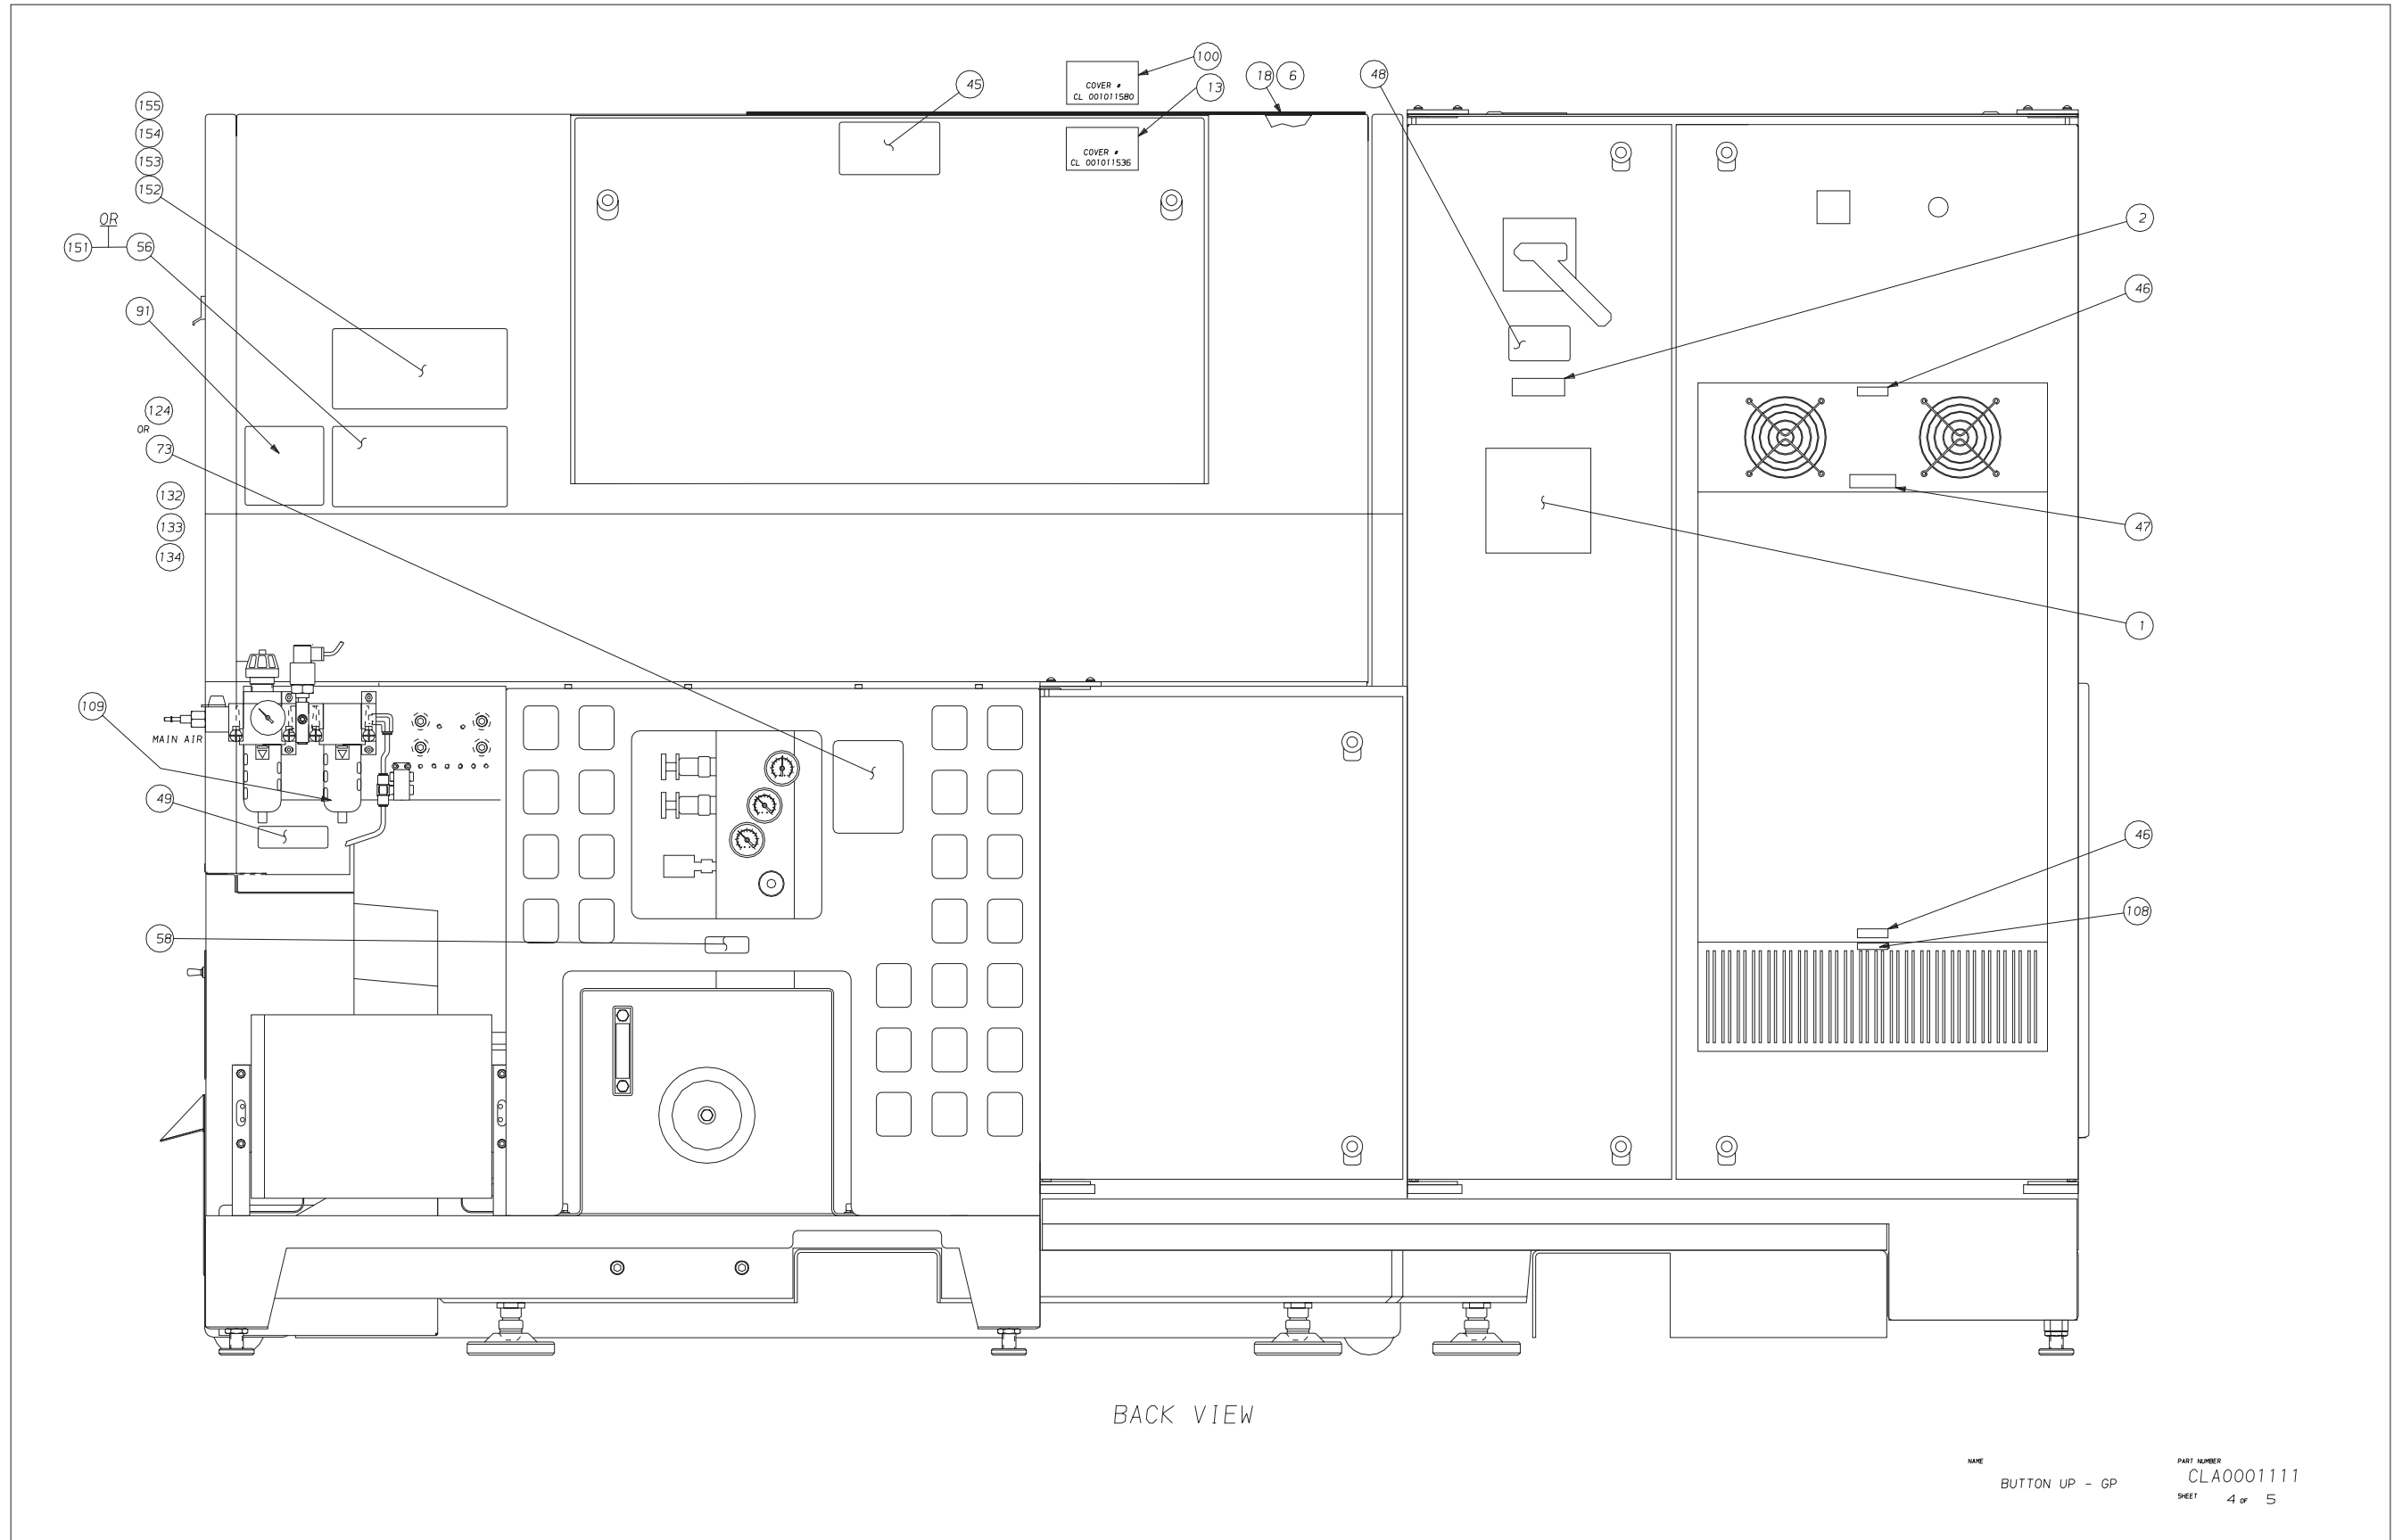 100
COVER #
CL 001011580
13
18 6
45
48
155
154
153
152
COVER #
CL 001011536
OR
151 56
2
46
91
124
OR
73
132
133
134
47
1
109
MAIN AIR
49
46
108
58
BACK VIEW
NAME
BUTTON UP - GP
PART NUMBER
CLA0001111
SHEET 4 OF 5